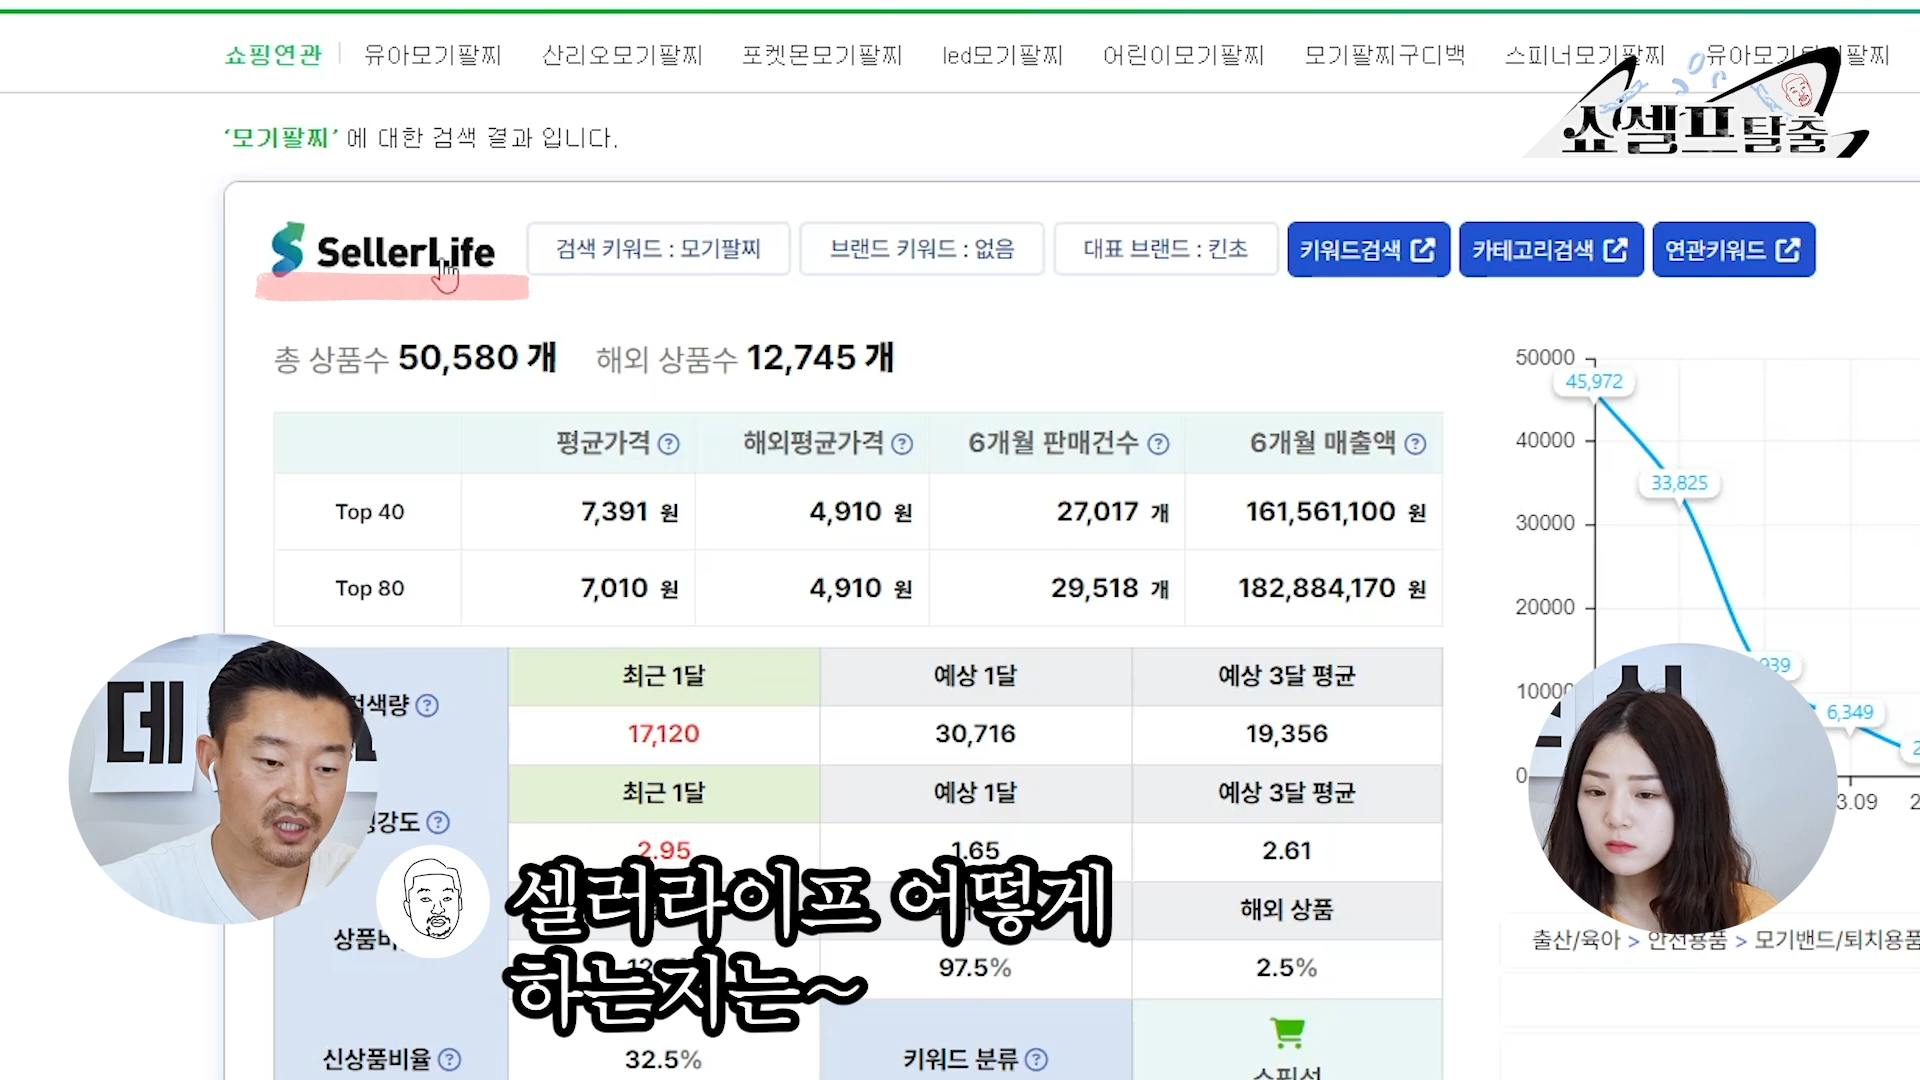 쇼핑연관 유아모기팔찌 산리오모기팔찌 포켓몬모기팔찌 led모기팔찌 어린이모기팔찌 모기팔찌구디백 스피너모기팔찌
쇼셀프탈출
'모기팔찌' 에 대한 검색 결과 입니다.
SellerLife 검색 키워드 : 모기팔찌 브랜드 키워드 : 없음 대표 브랜드 : 킨초 키워드검색 카테고리검색 연관키워드
총 상품수 50,580 개 해외 상품수 12,745 개
평균가격 해외평균가격 6개월 판매건수 6개월 매출액
Top 40 7,391 원 4,910 원 27,017 개 161,561,100 원
Top 80 7,010 원 4,910 원 29,518 개 182,884,170 원
50000
45,972
40000
33,825
30000
20000
939
10000
6,349
0
3.09
최근 1달 예상 1달 예상 3달 평균
색량
17,120 30,716 19,356
최근 1달 예상 1달 예상 3달 평균
강도
2.95 1.65 2.61
해외 상품
상품비
97.5% 2.5%
신상품비율 32.5% 키워드 분류
데
출산/육아 > 안전용품 > 모기밴드/퇴치용품
셀러라이프 어떻게
하는지는~